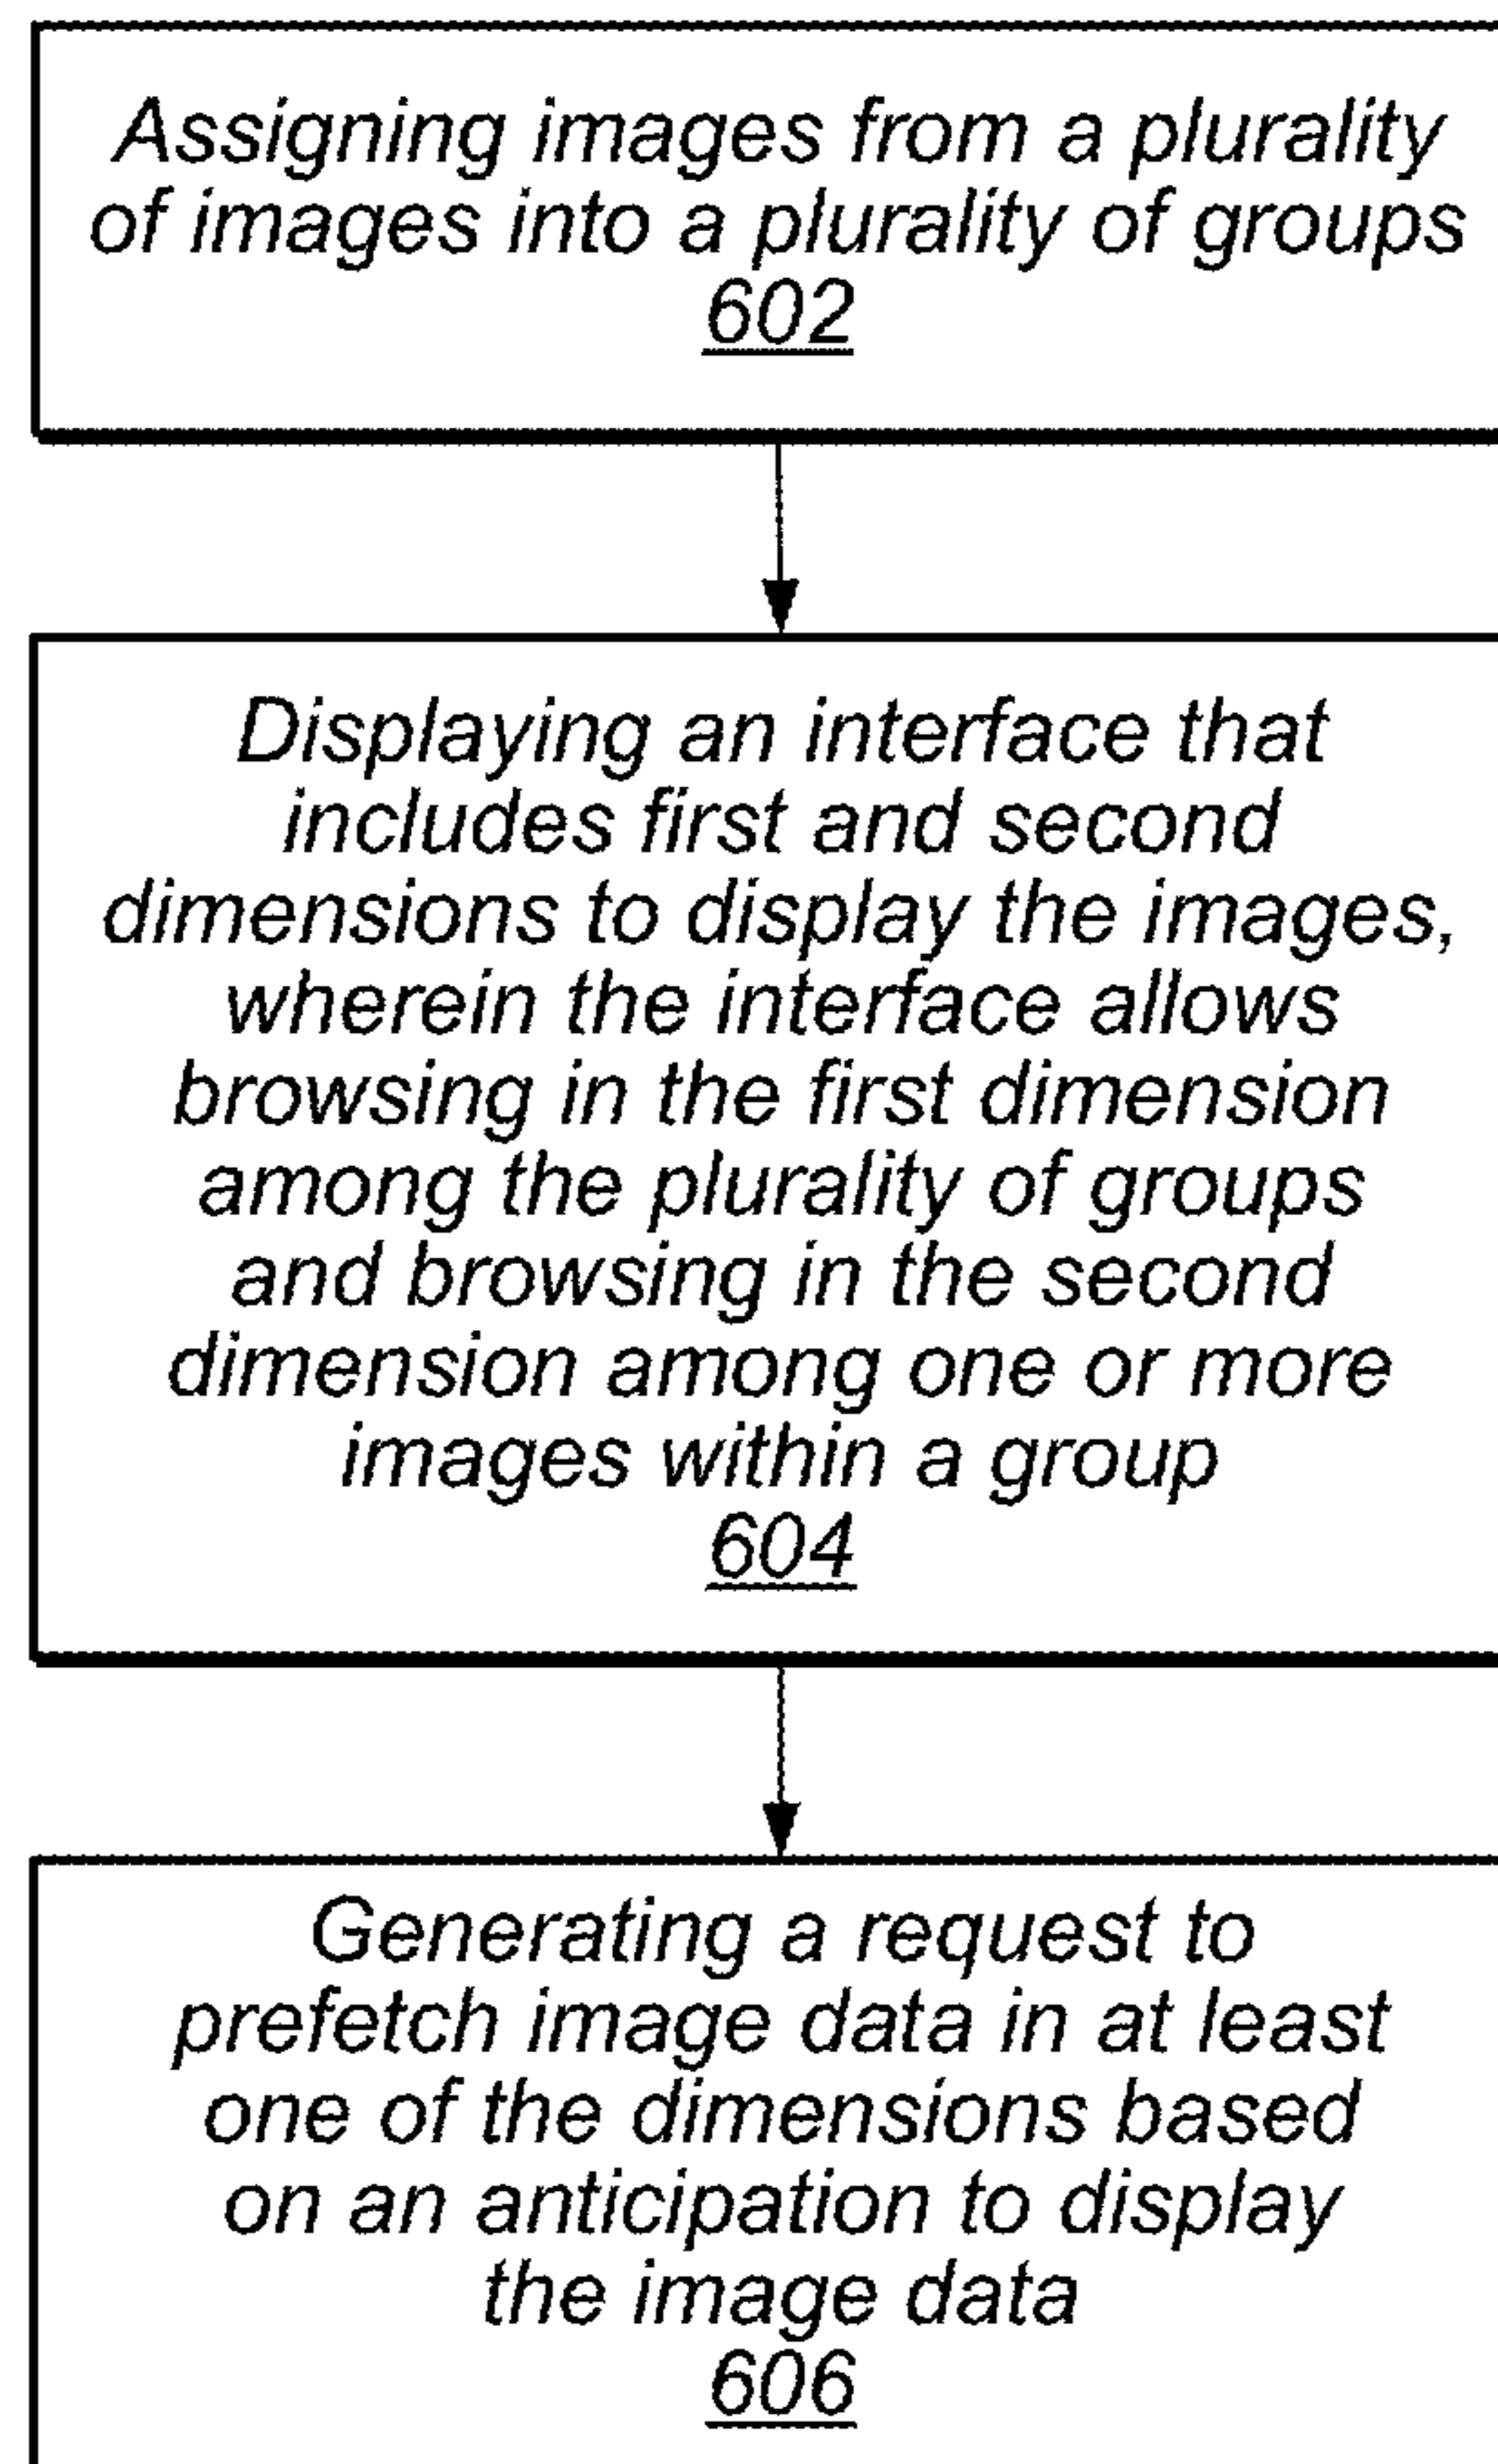 Assigning images from a plurality
of images into a plurality of groups
602
Displaying an interface that
includes first and second
dimensions to display the images,
wherein the interface allows
browsing in the first dimension
among the plurality of groups
and browsing in the second
dimension among one or more
images within a group
604
Generating a request to
prefetch image data in at least
one of the dimensions based
on an anticipation to display
the image data
606